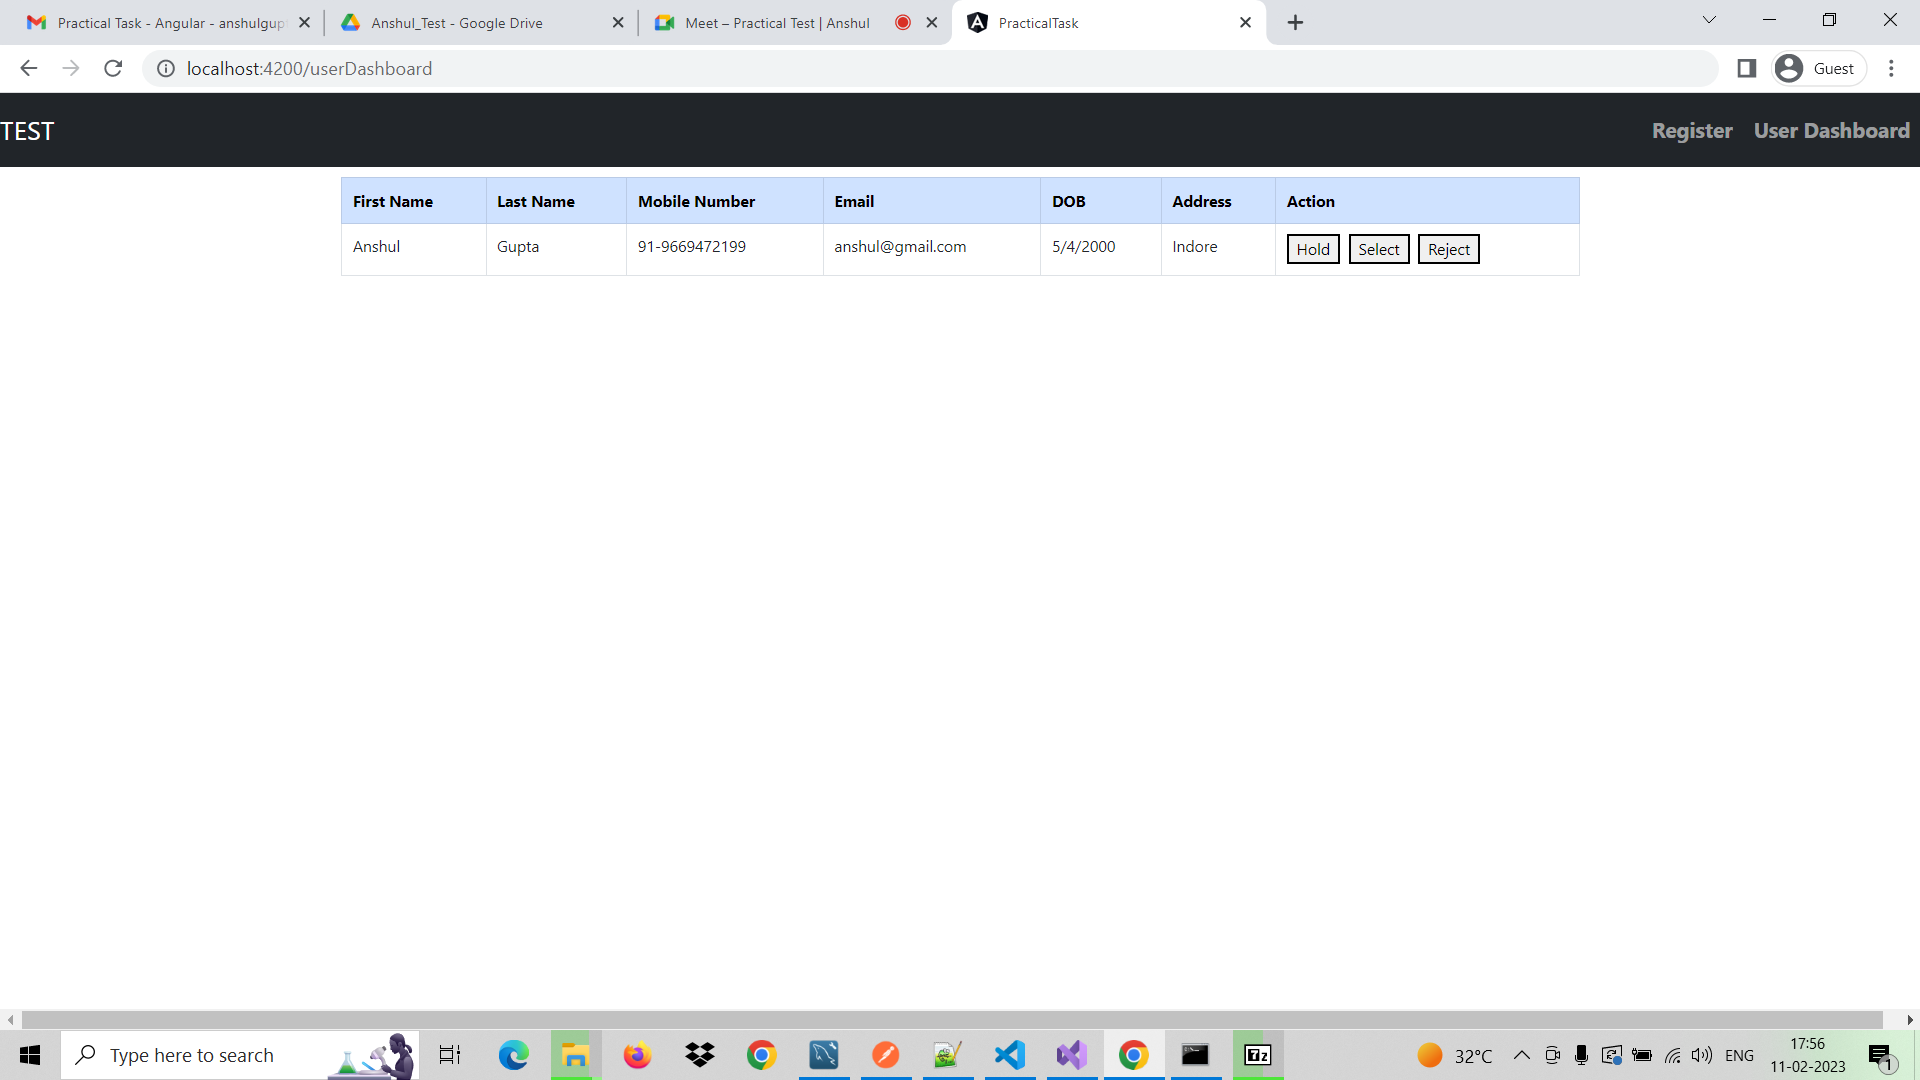 Practical Task - Angular - anshulgup
Anshul_Test - Google Drive
Meet – Practical Test | Anshul
PracticalTask
localhost:4200/userDashboard
Guest
TEST
Register
User Dashboard
First Name Last Name Mobile Number Email DOB Address Action
Anshul Gupta 91-9669472199 anshul@gmail.com 5/4/2000 Indore Hold Select Reject
Type here to search
7z
32°C
ENG
17:56
11-02-2023
1